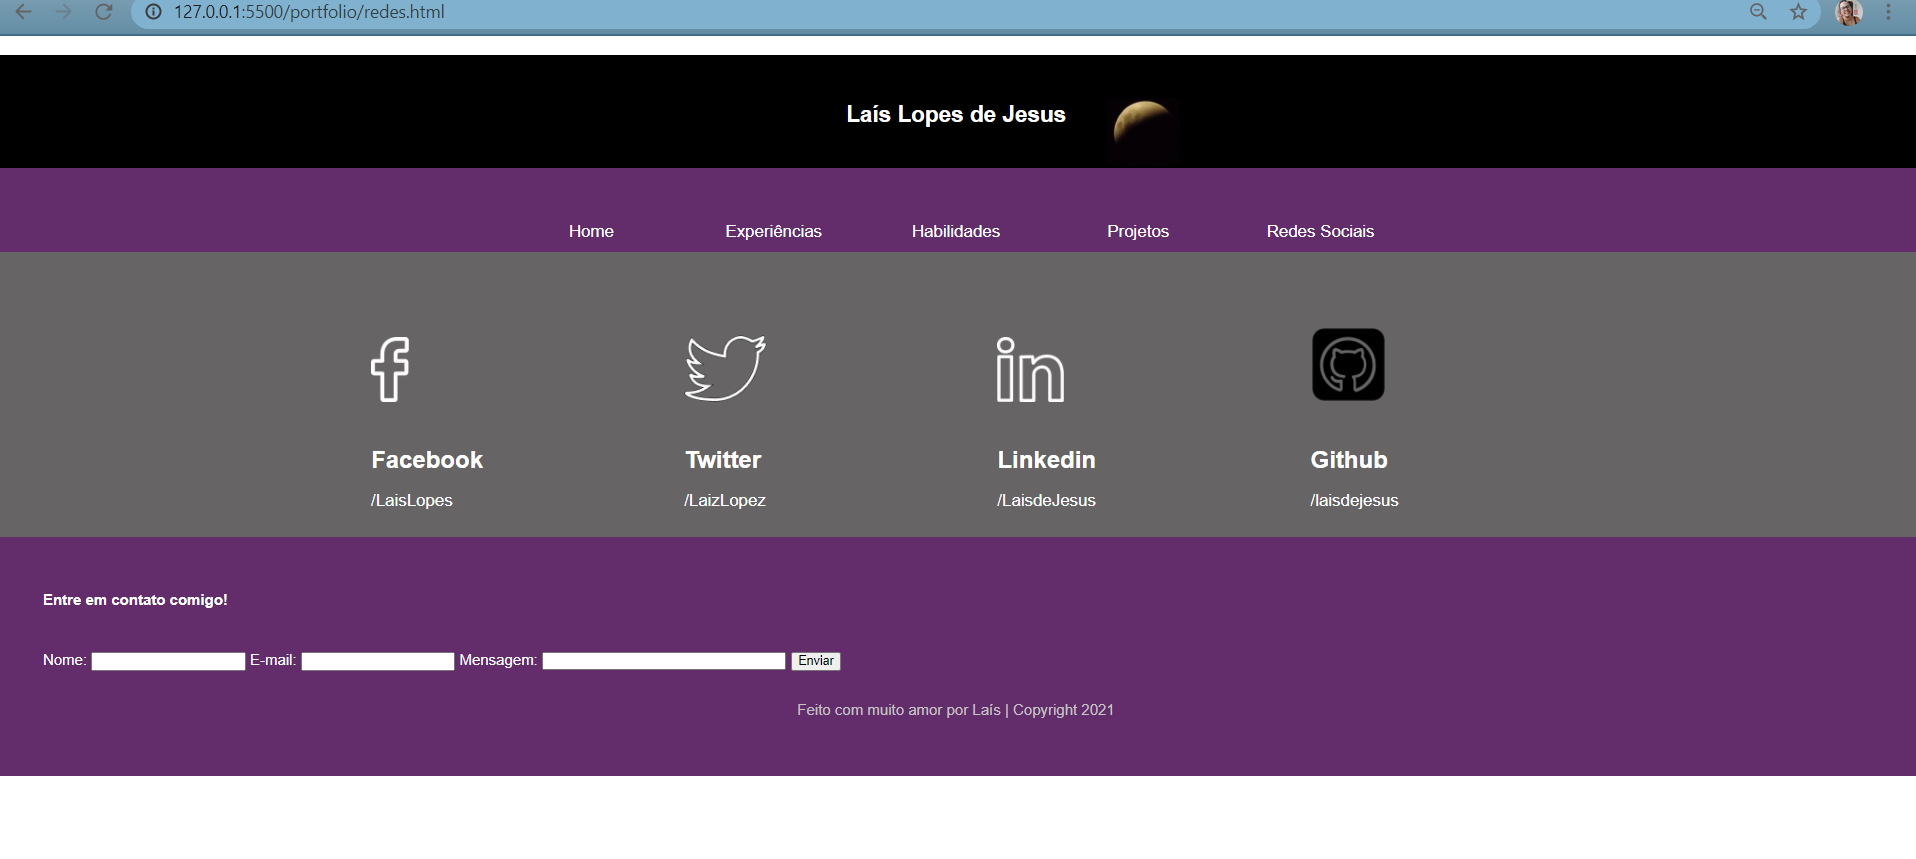 127.0.0.1:5500/portfolio/redes.html
Laís Lopes de Jesus
Home Experiências Habilidades Projetos Redes Sociais
Facebook Twitter Linkedin Github
/LaisLopes /LaizLopez /LaisdeJesus /laisdejesus
Entre em contato comigo!
Nome: E-mail: Mensagem: Enviar
Feito com muito amor por Laís | Copyright 2021